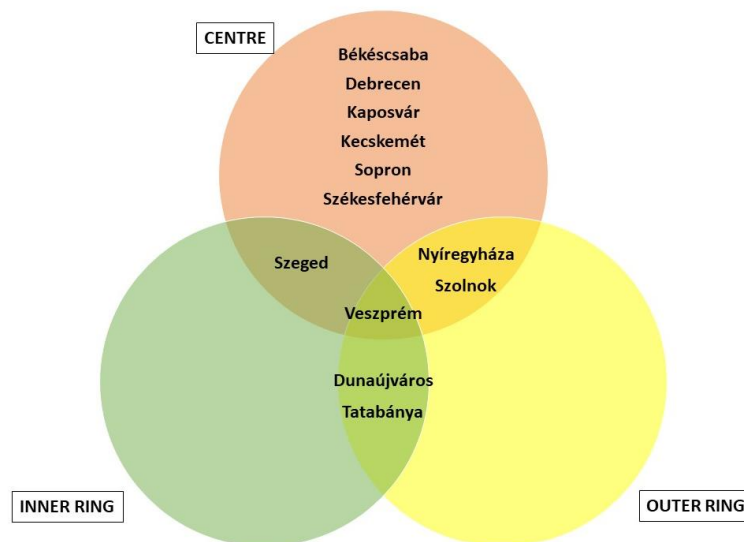 CENTRE
Békéscsaba
Debrecen
Kaposvár
Kecskemét
Sopron
Székesfehérvár
Szeged
Nyíregyháza
Szolnok
Veszprém
Dunaújváros
Tatabánya
INNER RING
OUTER RING